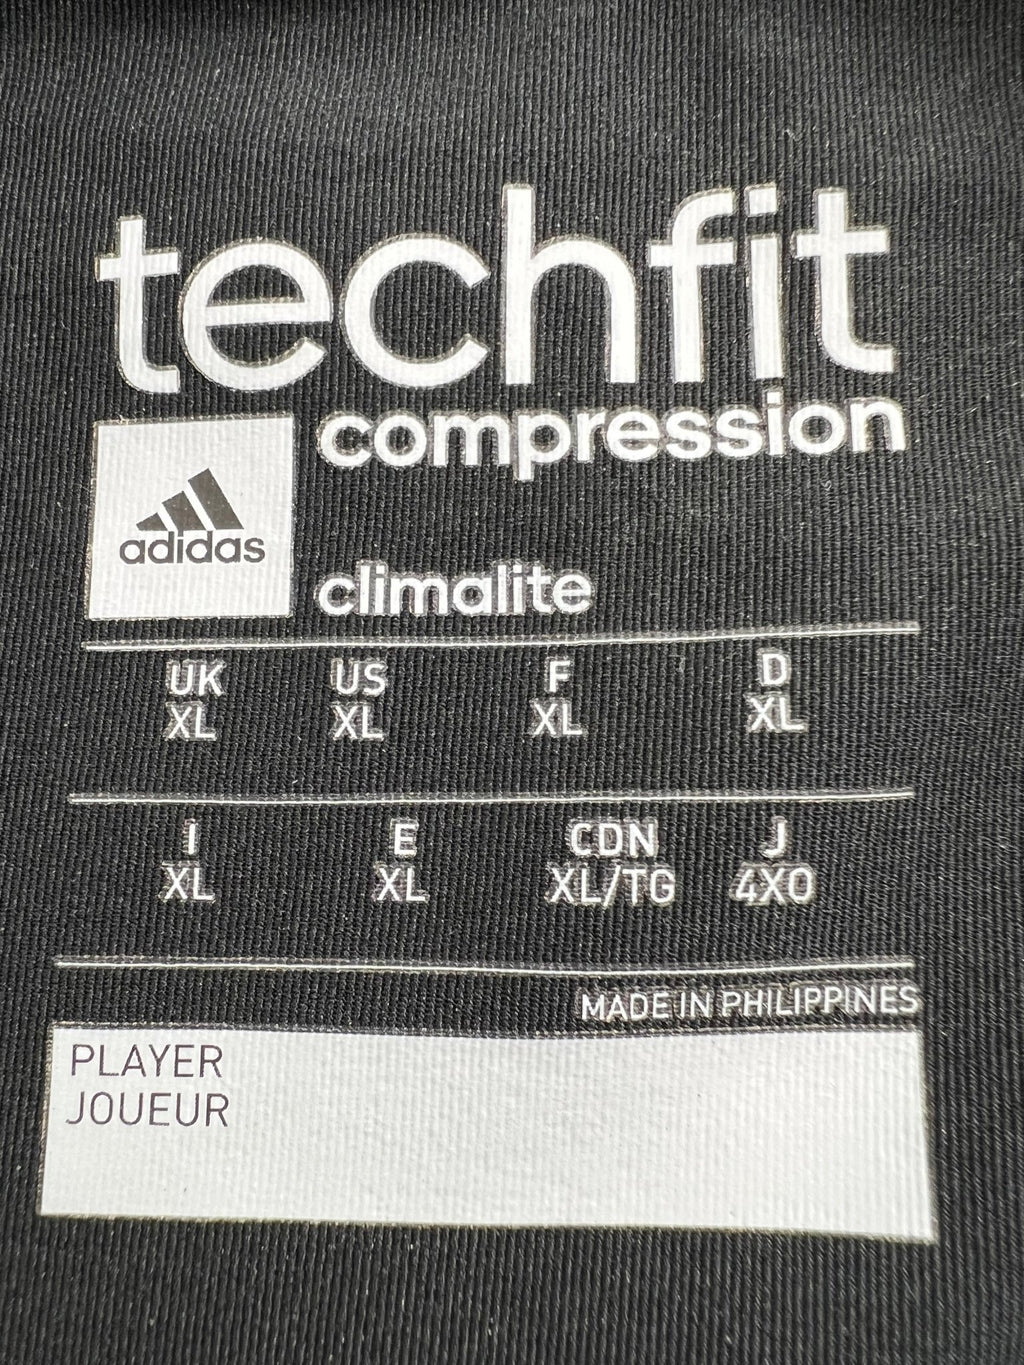 techfit
compression
adidas
climalite
UK US F D
XL XL XL XL
I E CDN J
XL XL XL/TG 4XO
MADE IN PHILIPPINES
PLAYER
JOUEUR